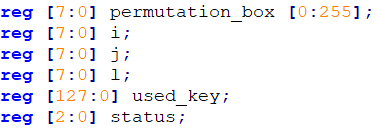 reg [7:0] permutation_box [0:255];
reg [7:0] i;
reg [7:0] j;
reg [7:0] l;
reg [127:0] used_key;
reg [2:0] status;